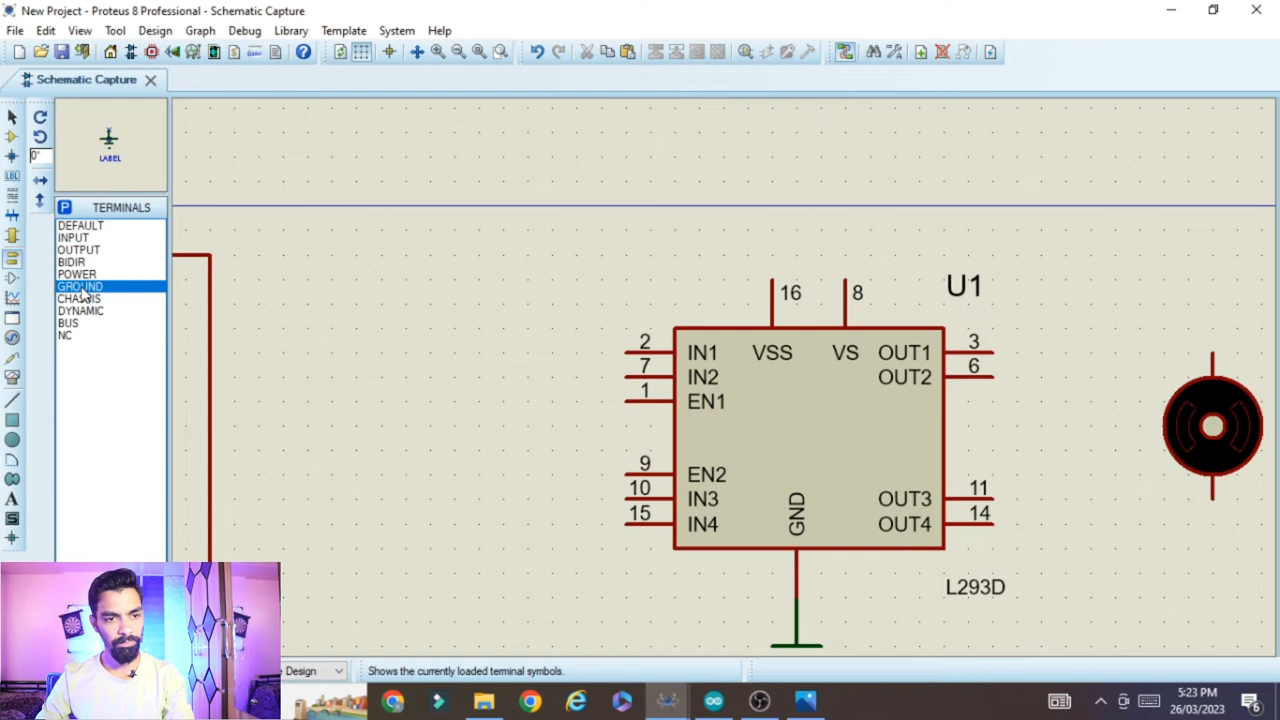 New Project - Proteus 8 Professional - Schematic Capture
File Edit View Tool Design Graph Debug Library Template System Help
Schematic Capture
0°
LBL
LABEL
P TERMINALS
DEFAULT
INPUT
OUTPUT
BIDIR
POWER
GROUND
CHASSIS
DYNAMIC
BUS
NC
A
S
U1
16 8
2 IN1 VSS VS OUT1 3
7 IN2 OUT2 6
1 EN1
9 EN2
10 IN3 GND OUT3 11
15 IN4 OUT4 14
L293D
Design
Shows the currently loaded terminal symbols.
5:23 PM
26/03/2023
6